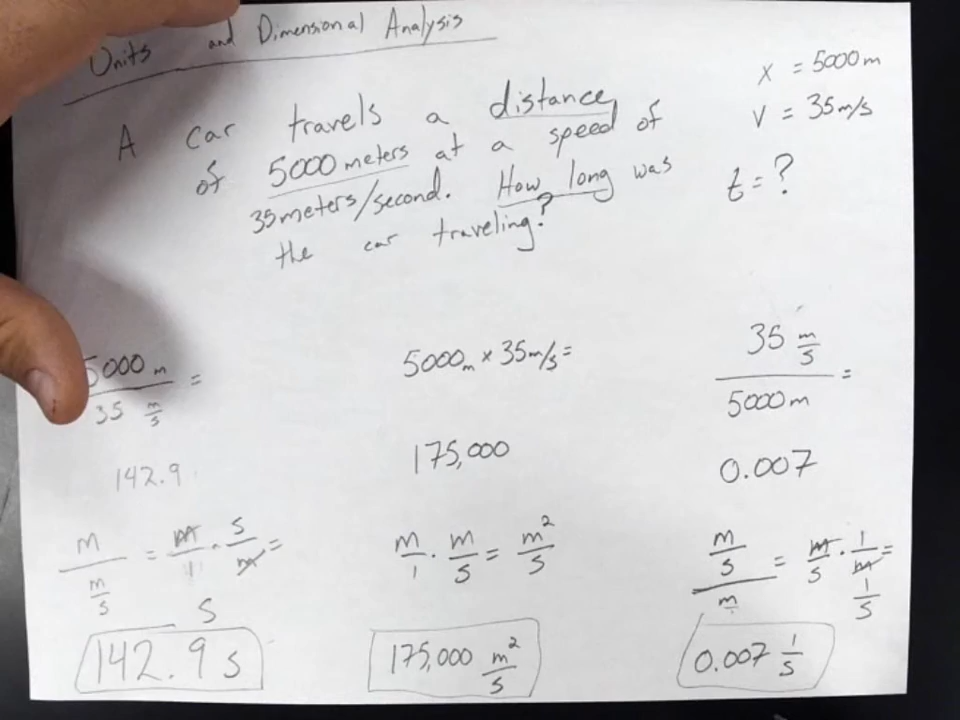 Units and Dimensional Analysis
A car travels a distance
of 5000 meters at a speed of
35 meters/second. How long was
the car traveling?
x = 5000 m
v = 35 m/s
t = ?
5000 m / 35 m/s =
142.9
m / m/s = m/1 · s/m =
s
142.9 s
5000 m × 35 m/s =
175,000
m/1 · m/s = m²/s
175,000 m²/s
35 m/s / 5000 m =
0.007
m/s / m = m/s · 1/m =
1/s
0.007 1/s